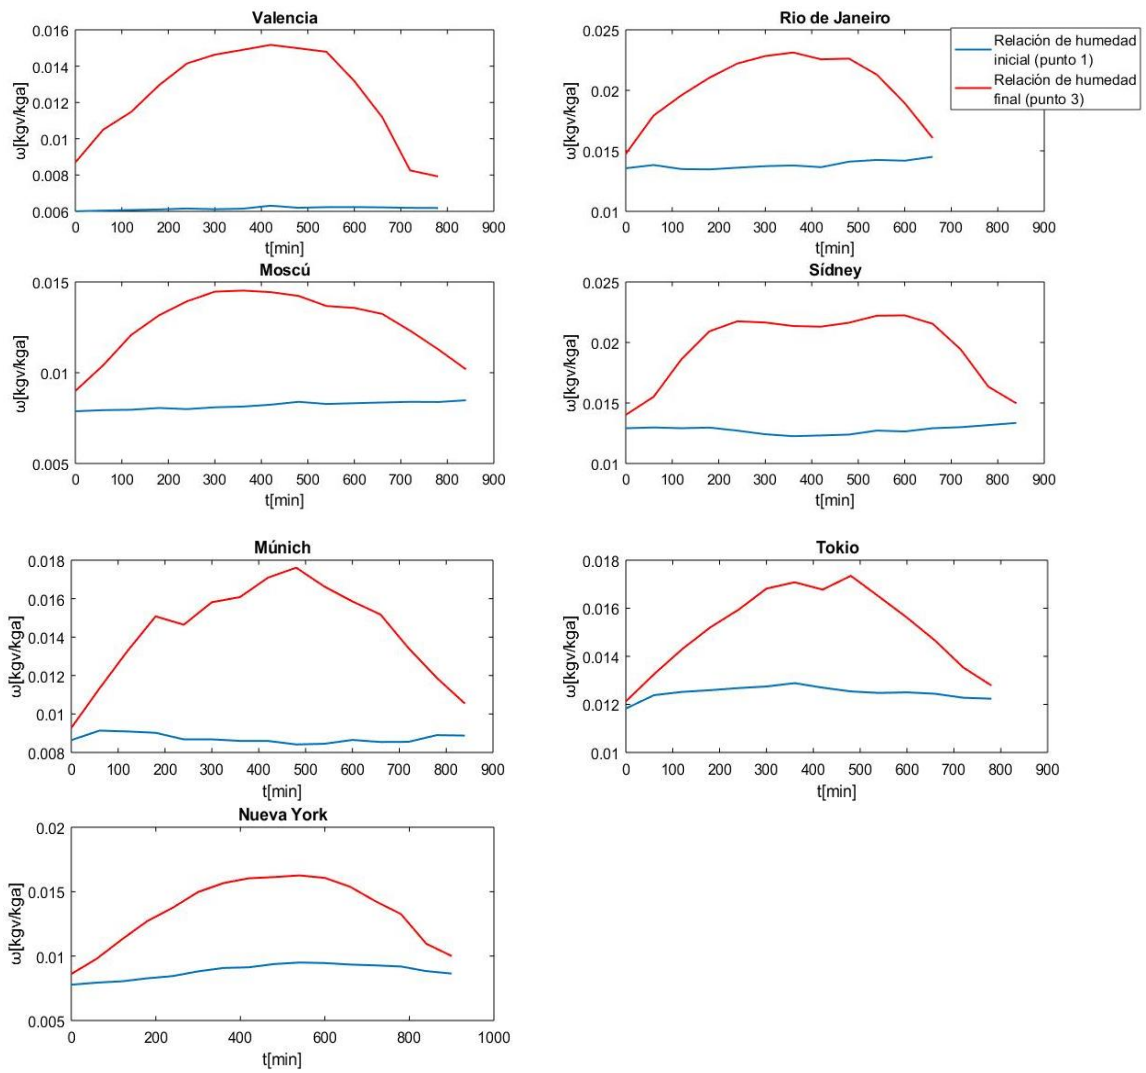 Valencia
0.016
0.014
0.012
0.01
0.008
0.006
ω[kgv/kga]
0 100 200 300 400 500 600 700 800 900
t[min]
Rio de Janeiro
0.025
0.02
0.015
0.01
ω[kgv/kga]
0 100 200 300 400 500 600 700 800 900
t[min]
Relación de humedad
inicial (punto 1)
Relación de humedad
final (punto 3)
Moscú
0.015
0.01
0.005
ω[kgv/kga]
0 100 200 300 400 500 600 700 800 900
t[min]
Sídney
0.025
0.02
0.015
0.01
ω[kgv/kga]
0 100 200 300 400 500 600 700 800 900
t[min]
Múnich
0.018
0.016
0.014
0.012
0.01
0.008
ω[kgv/kga]
0 100 200 300 400 500 600 700 800 900
t[min]
Tokio
0.018
0.016
0.014
0.012
0.01
ω[kgv/kga]
0 100 200 300 400 500 600 700 800 900
t[min]
Nueva York
0.02
0.015
0.01
0.005
ω[kgv/kga]
0 200 400 600 800 1000
t[min]